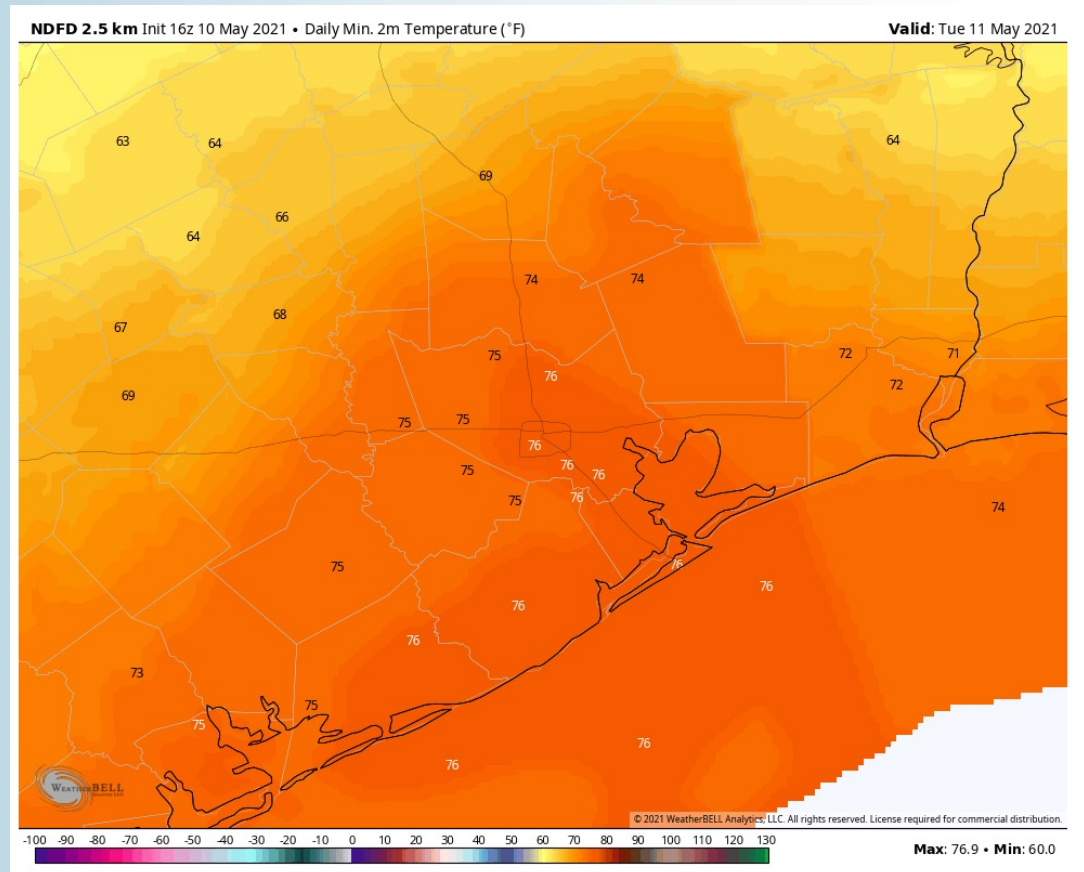 NDFD 2.5 km Init 16z 10 May 2021 • Daily Min. 2m Temperature (°F) Valid: Tue 11 May 2021
63 64 64
69
66
64
74 74
68
67
75 72 71
76
72
69
75 75
76
75 76 76
75 76
74
75 76 76
76
76
73
75 75
76
76
WEATHERBELL
© 2021 WeatherBELL Analytics, LLC. All rights reserved. License required for commercial distribution.
-100 -90 -80 -70 -60 -50 -40 -30 -20 -10 0 10 20 30 40 50 60 70 80 90 100 110 120 130
Max: 76.9 • Min: 60.0